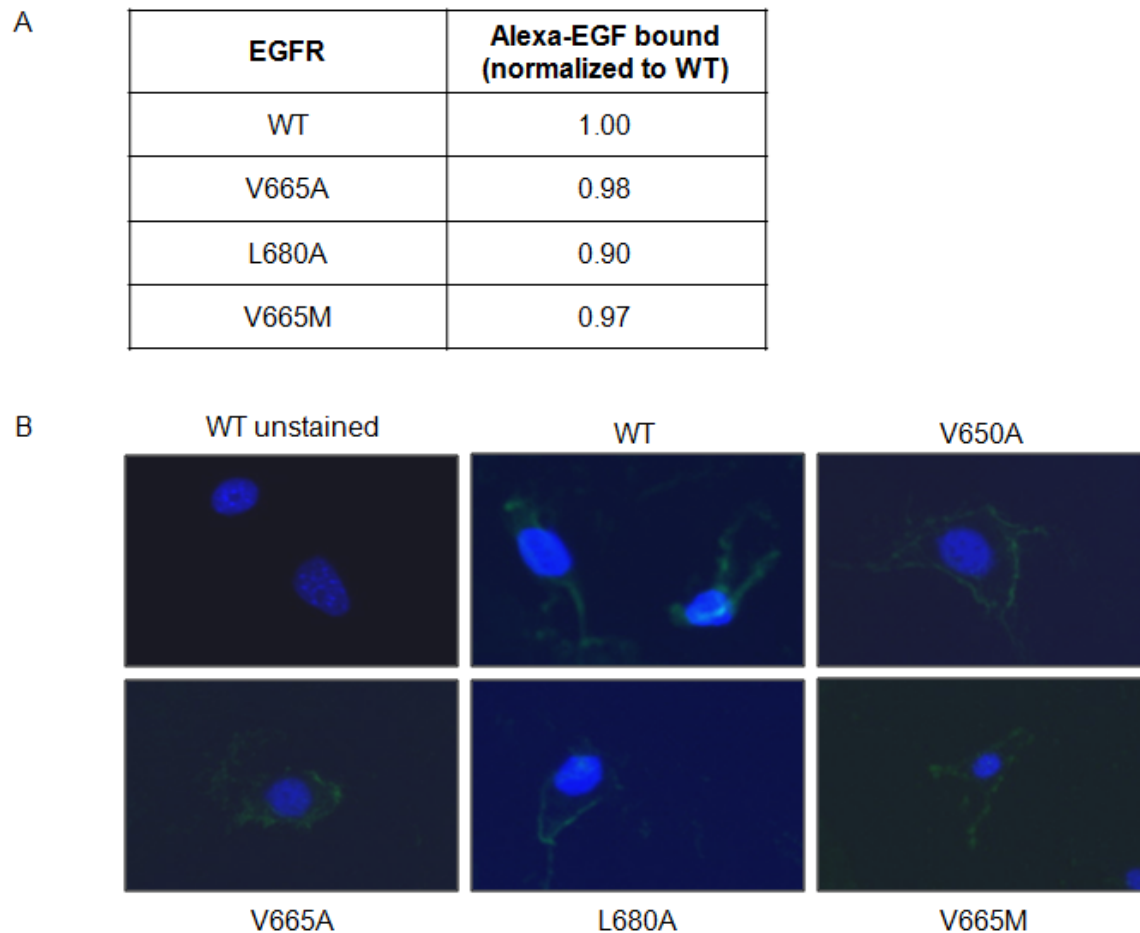 A
EGFR
Alexa-EGF bound
(normalized to WT)
WT
1.00
V665A
0.98
L680A
0.90
V665M
0.97
B
WT unstained
WT
V650A
V665A
L680A
V665M